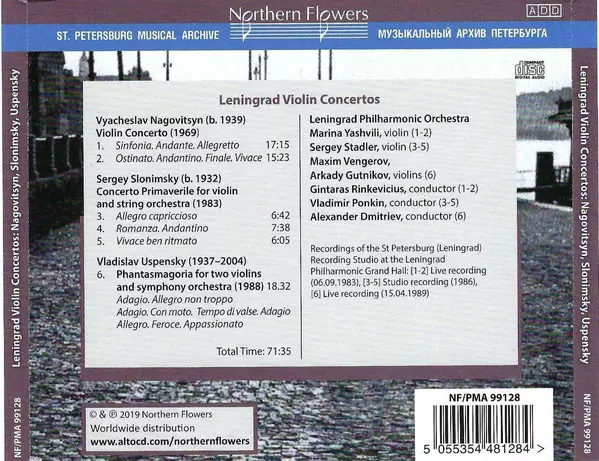 Northern Flowers
ADD
ST. PETERSBURG MUSICAL ARCHIVE
МУЗЫКАЛЬНЫЙ АРХИВ ПЕТЕРБУРГА
COMPACT
disc
DIGITAL AUDIO
Leningrad Violin Concertos
Vyacheslav Nagovitsyn (b. 1939)
Violin Concerto (1969)
1. Sinfonia. Andante. Allegretto 17:15
2. Ostinato. Andantino. Finale. Vivace 15:23
Sergey Slonimsky (b. 1932)
Concerto Primaverile for violin
and string orchestra (1983)
3. Allegro capriccioso 6:42
4. Romanza. Andantino 7:38
5. Vivace ben ritmato 6:05
Vladislav Uspensky (1937–2004)
6. Phantasmagoria for two violins
and symphony orchestra (1988) 18.32
Adagio. Allegro non troppo
Adagio. Con moto. Tempo di valse. Adagio
Allegro. Feroce. Appassionato
Total Time: 71:35
Leningrad Philharmonic Orchestra
Marina Yashvili, violin (1-2)
Sergey Stadler, violin (3-5)
Maxim Vengerov,
Arkady Gutnikov, violins (6)
Gintaras Rinkevicius, conductor (1-2)
Vladimir Ponkin, conductor (3-5)
Alexander Dmitriev, conductor (6)
Recordings of the St Petersburg (Leningrad)
Recording Studio at the Leningrad
Philharmonic Grand Hall: [1-2] Live recording
(06.09.1983), [3-5] Studio recording (1986),
[6] Live recording (15.04.1989)
© & ℗ 2019 Northern Flowers
Worldwide distribution
www.altocd.com/northernflowers
NF/PMA 99128
5 055354 481284 >
Leningrad Violin Concertos: Nagovitsyn, Slonimsky, Uspensky
NF/PMA 99128
Leningrad Violin Concertos: Nagovitsyn, Slonimsky, Uspensky
NF/PMA 99128